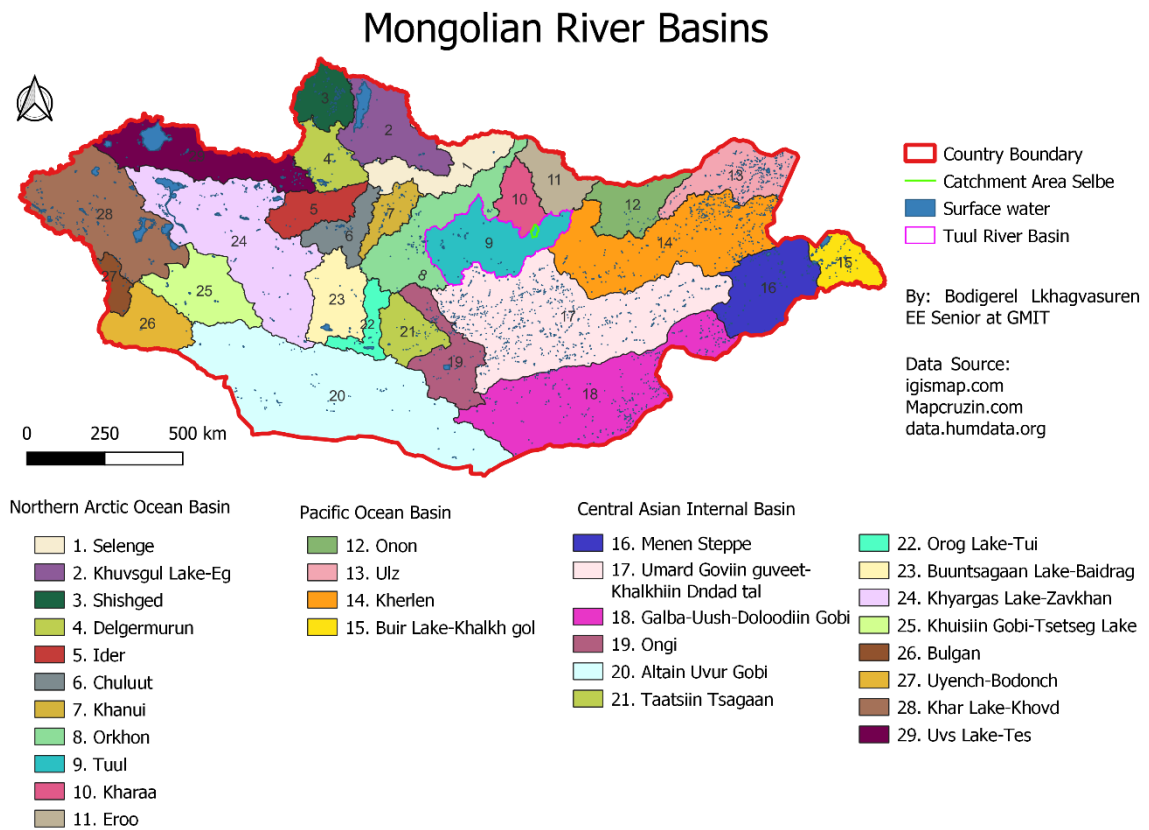 Mongolian River Basins
3
2
1
4
29
5
6
7
8
9
10
11
12
13
14
15
16
17
18
19
20
21
22
23
24
25
26
27
28
Country Boundary
Catchment Area Selbe
Surface water
Tuul River Basin
By: Bodigerel Lkhagvasuren
EE Senior at GMIT
Data Source:
igismap.com
Mapcruzin.com
data.humdata.org
0 250 500 km
Northern Arctic Ocean Basin
1. Selenge
2. Khuvsgul Lake-Eg
3. Shishged
4. Delgermurun
5. Ider
6. Chuluut
7. Khanui
8. Orkhon
9. Tuul
10. Kharaa
11. Eroo
Pacific Ocean Basin
12. Onon
13. Ulz
14. Kherlen
15. Buir Lake-Khalkh gol
Central Asian Internal Basin
16. Menen Steppe
17. Umard Goviin guveet-
Khalkhiin Dndad tal
18. Galba-Uush-Doloodiin Gobi
19. Ongi
20. Altain Uvur Gobi
21. Taatsiin Tsagaan
22. Orog Lake-Tui
23. Buuntsagaan Lake-Baidrag
24. Khyargas Lake-Zavkhan
25. Khuisiin Gobi-Tsetseg Lake
26. Bulgan
27. Uyench-Bodonch
28. Khar Lake-Khovd
29. Uvs Lake-Tes